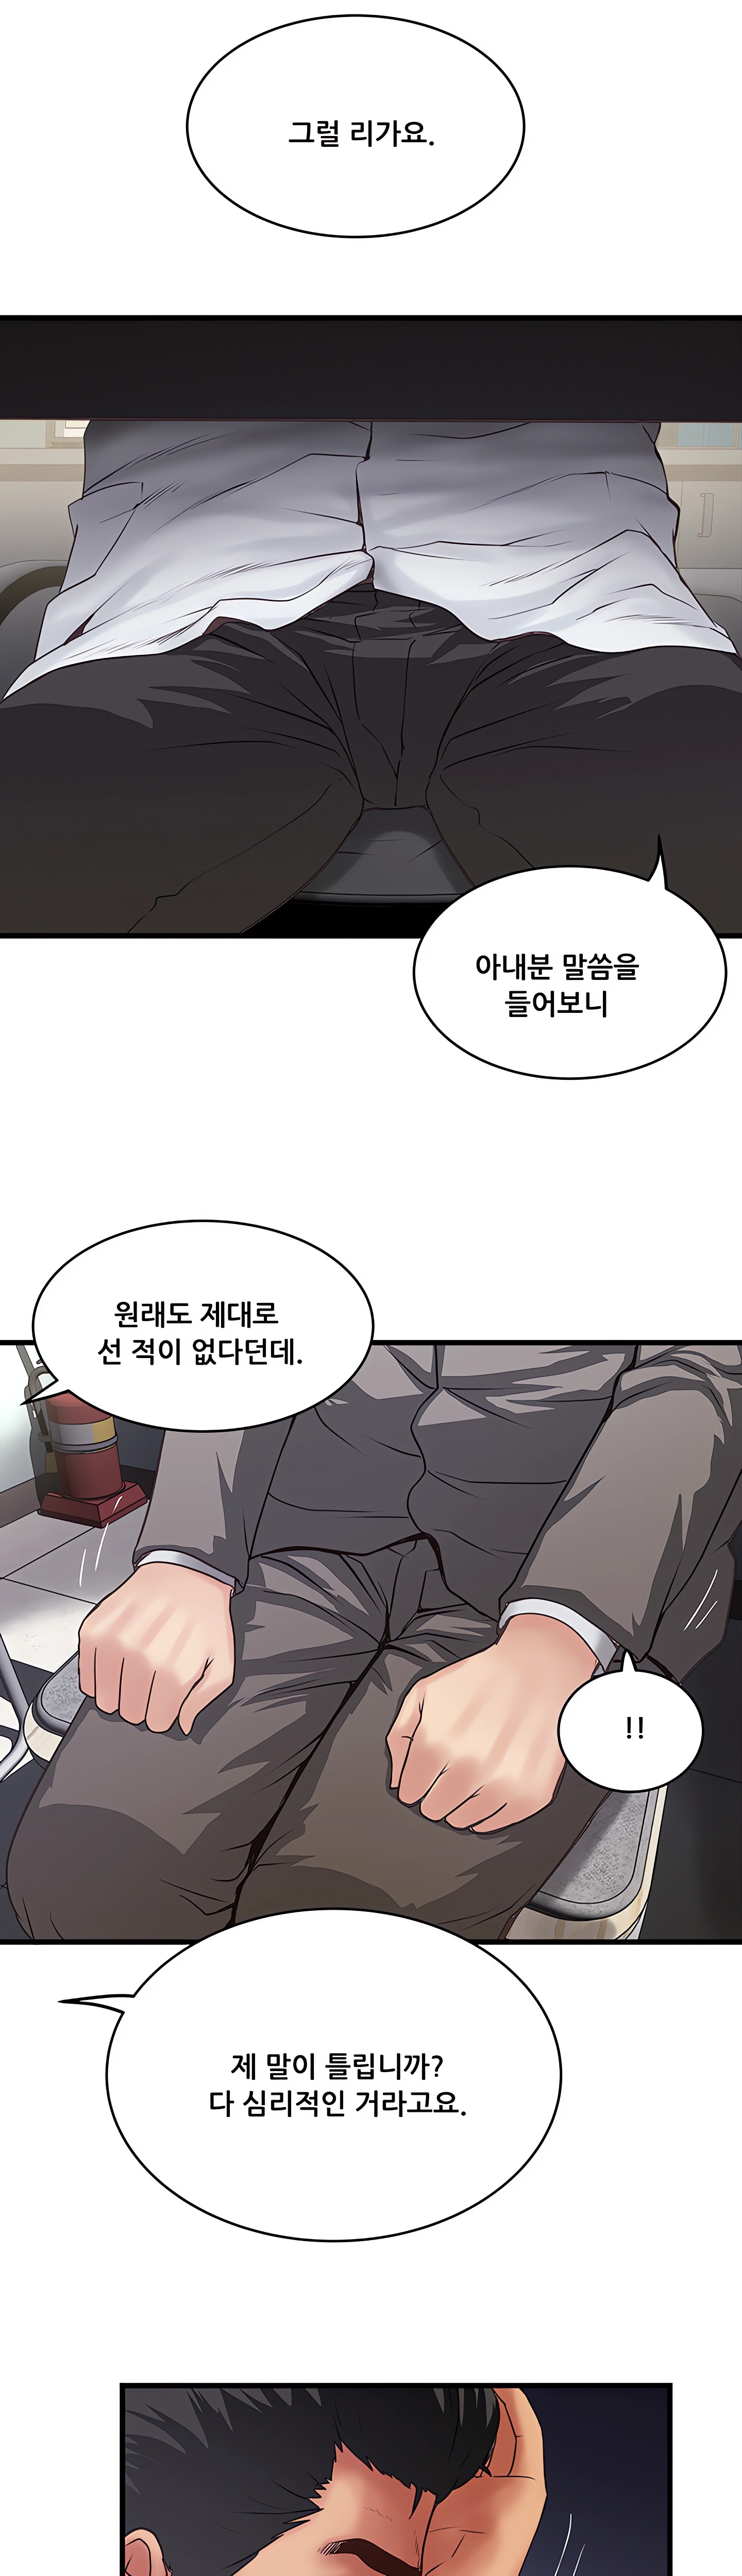 그럴 리가요.
아내분 말씀을
들어보니
원래도 제대로
선 적이 없다던데.
!!
제 말이 틀립니까?
다 심리적인 거라고요.